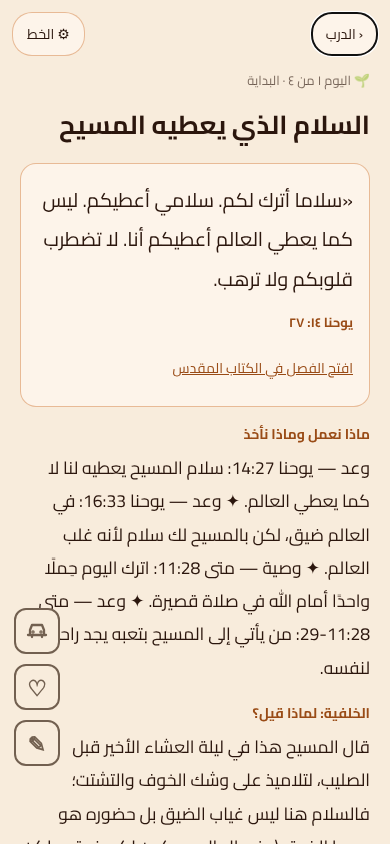 ‹ الدرب
⚙ الخط
🌱 اليوم ١ من ٤ · البداية
السلام الذي يعطيه المسيح
«سلاما أترك لكم. سلامي أعطيكم. ليس
كما يعطي العالم أعطيكم أنا. لا تضطرب
قلوبكم ولا ترهب.
يوحنا ١٤: ٢٧
افتح الفصل في الكتاب المقدس
ماذا نعمل وماذا نأخذ
وعد — يوحنا 14:27: سلام المسيح يعطيه لنا لا
كما يعطي العالم. ✦ وعد — يوحنا 16:33: في
العالم ضيق، لكن بالمسيح لك سلام لأنه غلب
العالم. ✦ وصية — متى 11:28: اترك اليوم حِملًا
واحدًا أمام الله في صلاة قصيرة. ✦ وعد — متى
11:28-29: من يأتي إلى المسيح بتعبه يجد
لنفسه.
الخلفية: لماذا قيل؟
قال المسيح هذا في ليلة العشاء الأخير قبل
الصليب، لتلاميذ على وشك الخوف والتشتت؛
فالسلام هنا ليس غياب الضيق بل حضوره هو